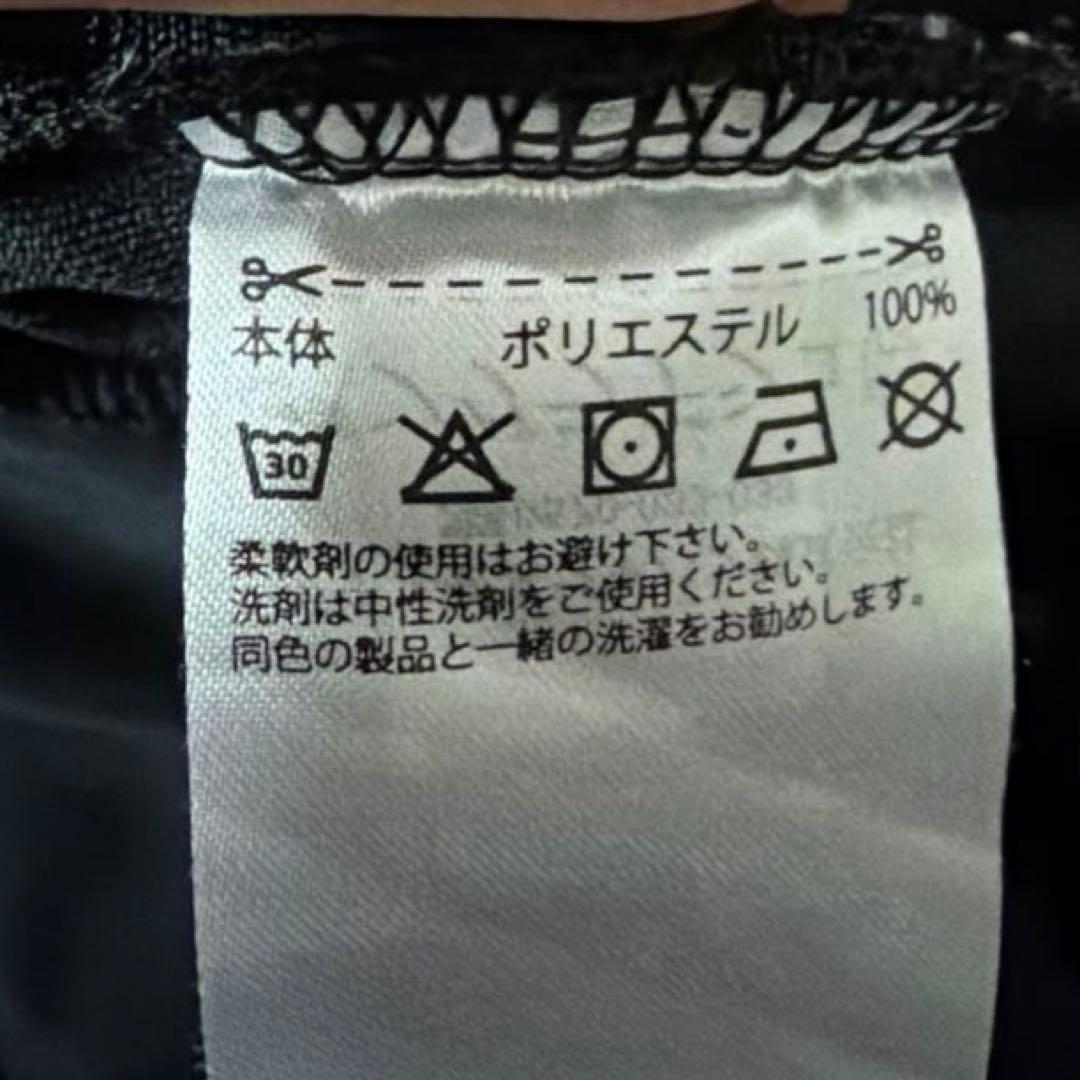 本体 ポリエステル 100%
30
柔軟剤の使用はお避け下さい。
洗剤は中性洗剤をご使用ください。
同色の製品と一緒の洗濯をお勧めします。